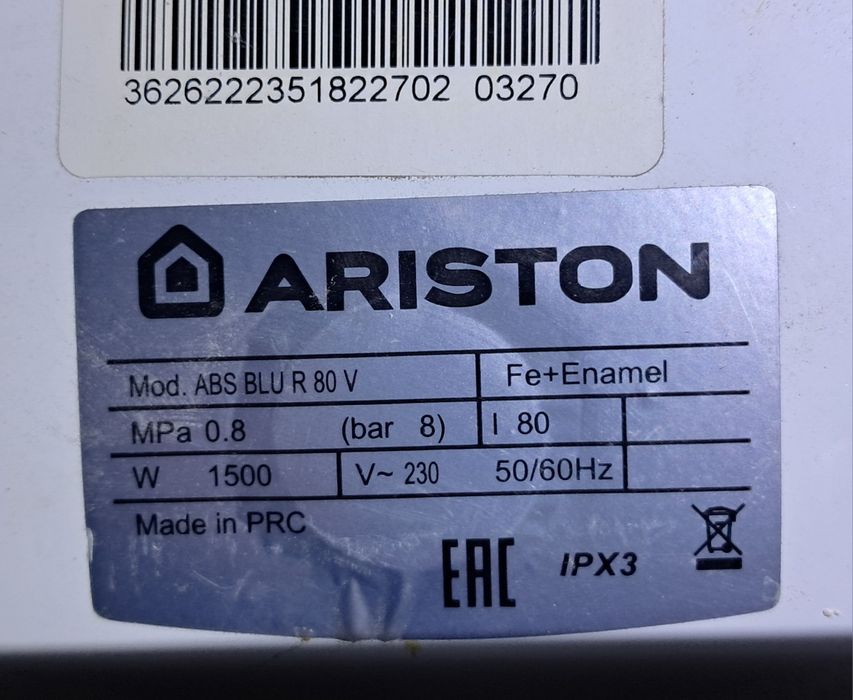 3626222351822702 03270
ARISTON
Mod. ABS BLU R 80 V Fe+Enamel
MPa 0.8 (bar 8) l 80
W 1500 V~ 230 50/60Hz
Made in PRC
EAC IPX3